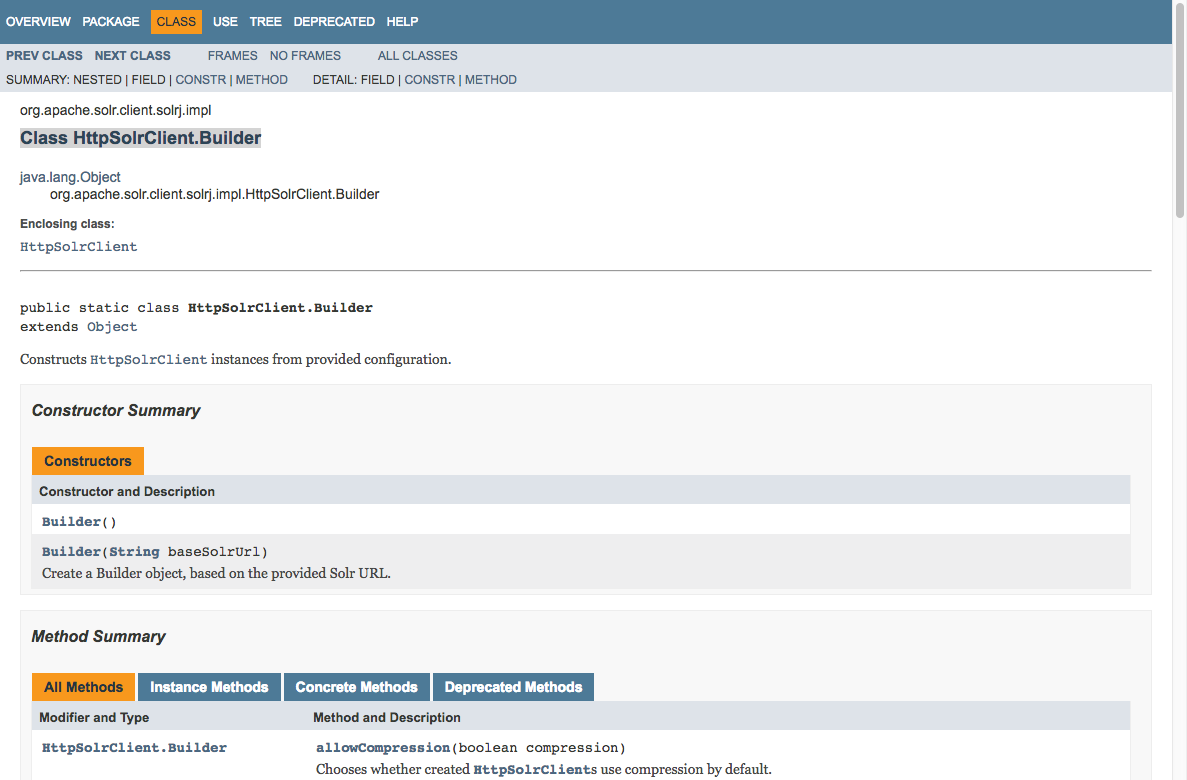 OVERVIEW PACKAGE CLASS USE TREE DEPRECATED HELP
PREV CLASS NEXT CLASS FRAMES NO FRAMES ALL CLASSES
SUMMARY: NESTED | FIELD | CONSTR | METHOD DETAIL: FIELD | CONSTR | METHOD
org.apache.solr.client.solrj.impl
Class HttpSolrClient.Builder
java.lang.Object
org.apache.solr.client.solrj.impl.HttpSolrClient.Builder
Enclosing class:
HttpSolrClient
public static class HttpSolrClient.Builder
extends Object
Constructs HttpSolrClient instances from provided configuration.
Constructor Summary
Constructors
Constructor and Description
Builder()
Builder(String baseSolrUrl)
Create a Builder object, based on the provided Solr URL.
Method Summary
All Methods Instance Methods Concrete Methods Deprecated Methods
Modifier and Type Method and Description
HttpSolrClient.Builder allowCompression(boolean compression)
Chooses whether created HttpSolrClients use compression by default.